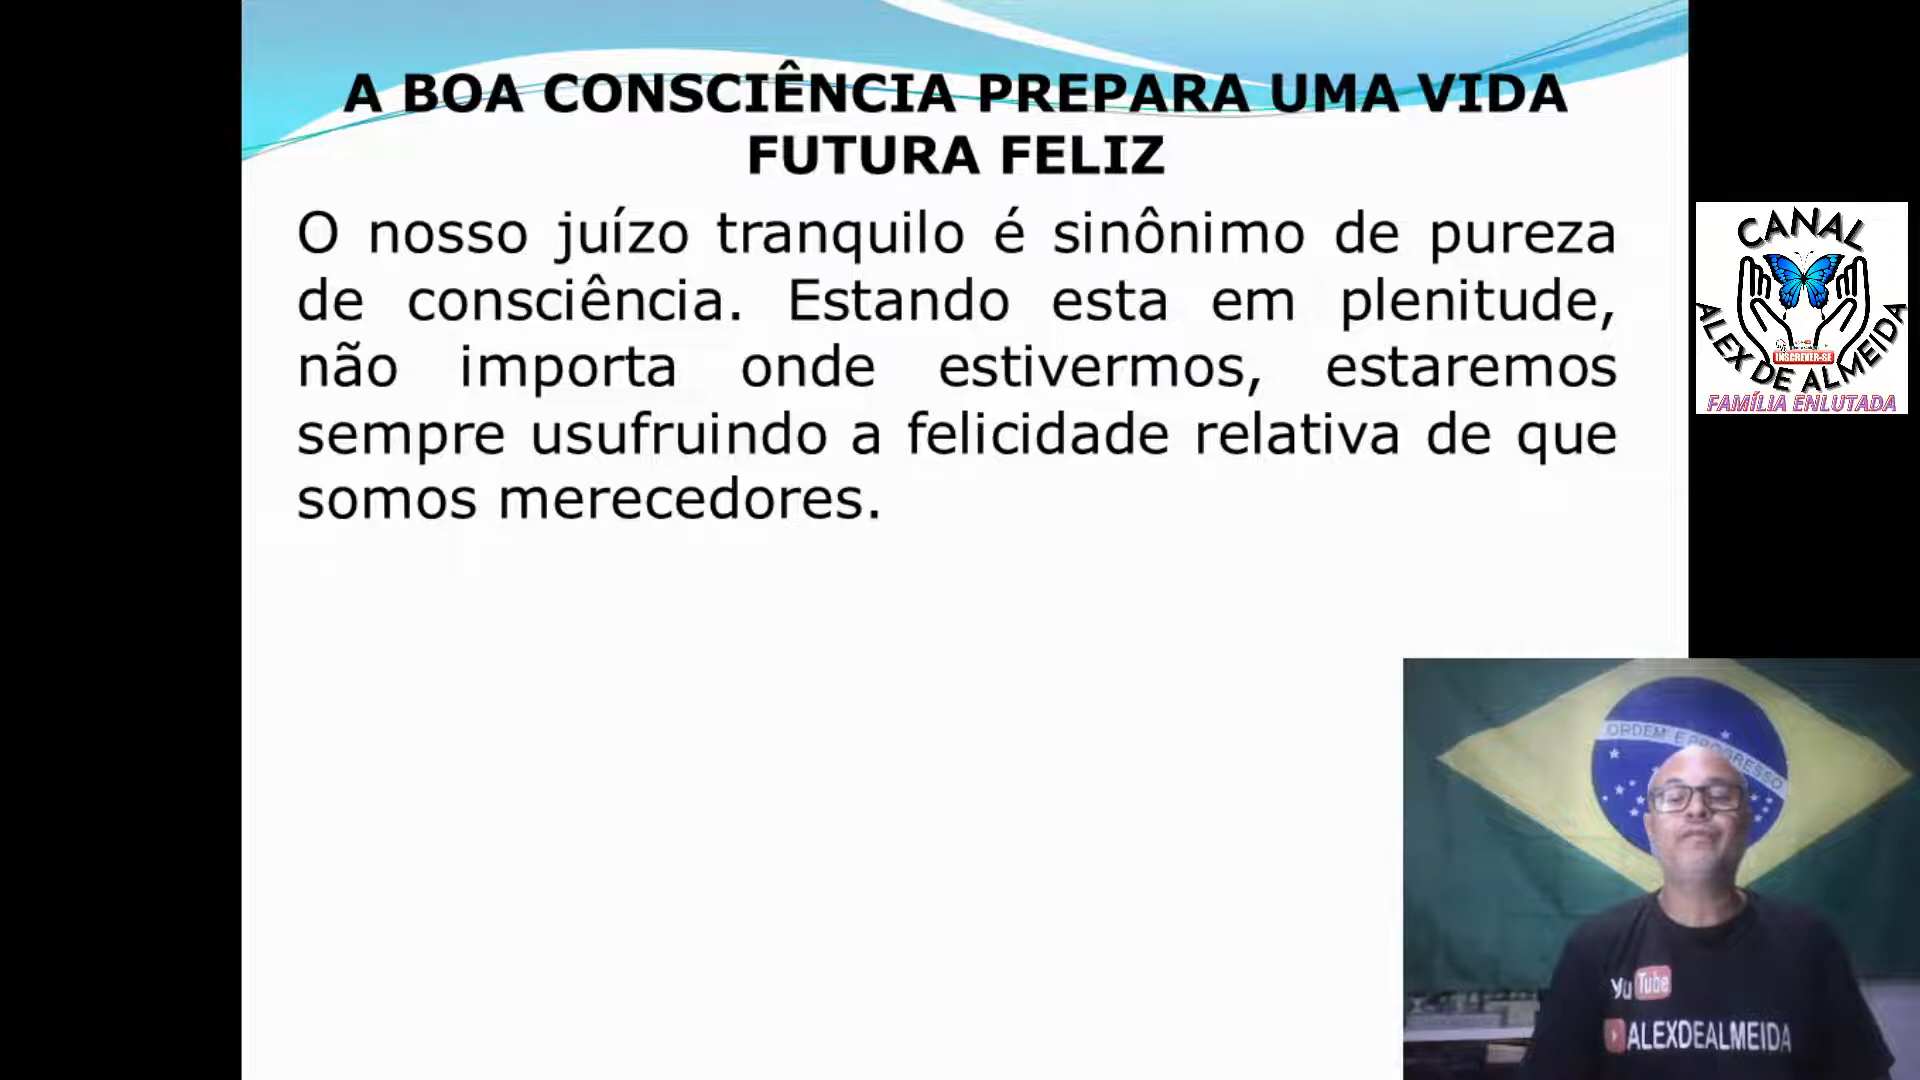 A BOA CONSCIÊNCIA PREPARA UMA VIDA
FUTURA FELIZ
O nosso juízo tranquilo é sinônimo de pureza
de consciência. Estando esta em plenitude,
não importa onde estivermos, estaremos
sempre usufruindo a felicidade relativa de que
somos merecedores.
CANAL
ALEX DE ALMEIDA
INSCREVER-SE
FAMÍLIA ENLUTADA
ORDEM E PROGRESSO
YuTube
ALEXDEALMEIDA